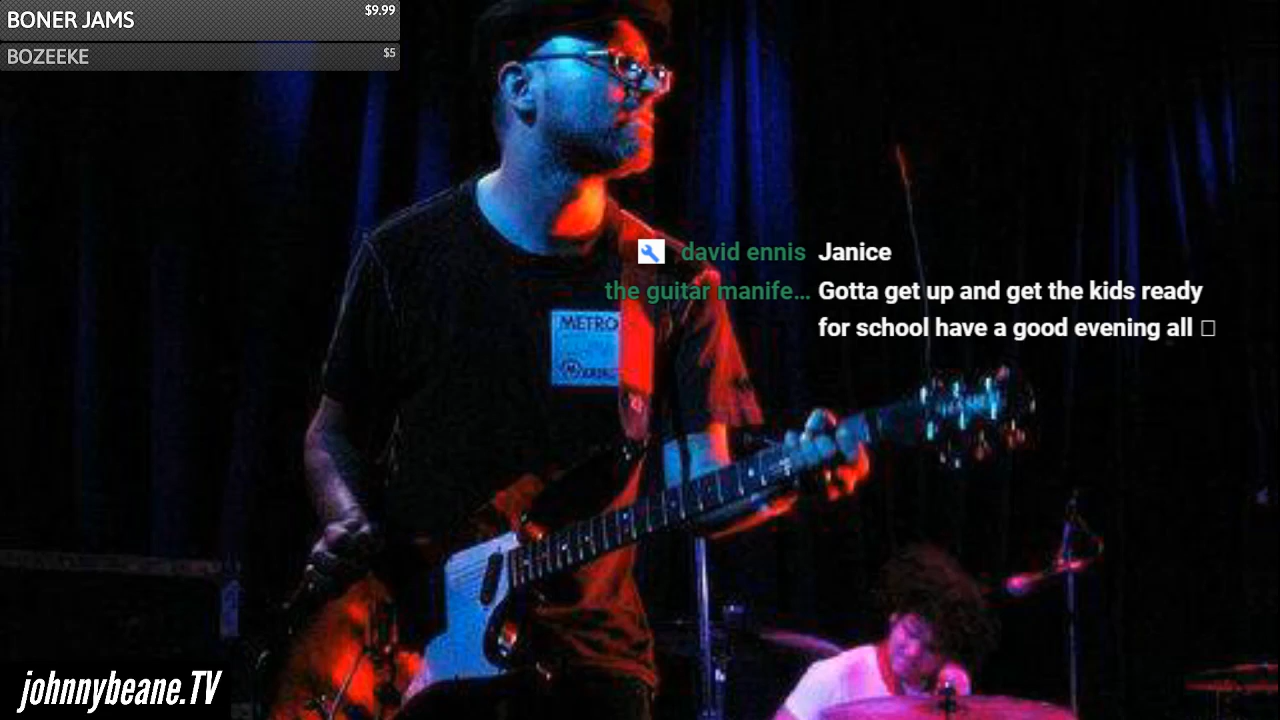 BONER JAMS $9.99
BOZEEKE $5
david ennis Janice
the guitar manife... Gotta get up and get the kids ready
for school have a good evening all
METRO
johnnybeane.TV